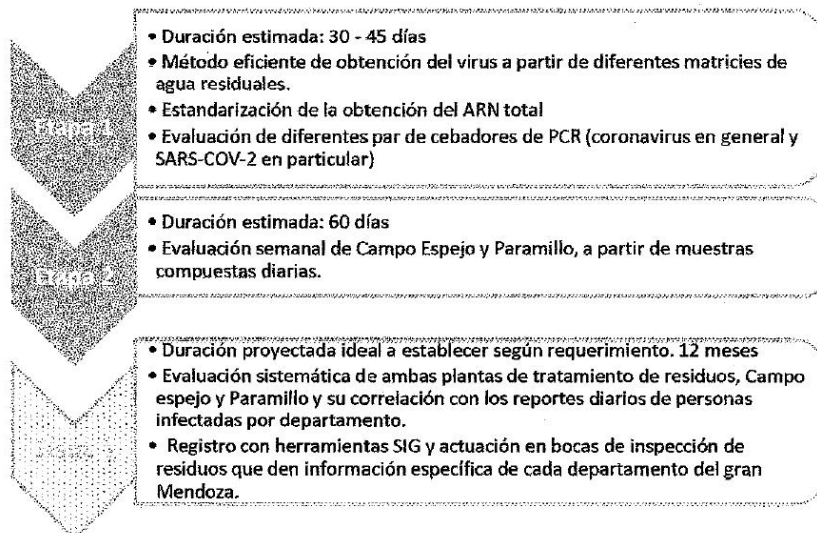 • Duración estimada: 30 - 45 días
• Método eficiente de obtención del virus a partir de diferentes matricies de
agua residuales.
• Estandarización de la obtención del ARN total
• Evaluación de diferentes par de cebadores de PCR (coronavirus en general y
SARS-COV-2 en particular)
Etapa 1
• Duración estimada: 60 días
• Evaluación semanal de Campo Espejo y Paramillo, a partir de muestras
compuestas diarias.
Etapa 2
• Duración proyectada ideal a establecer según requerimiento. 12 meses
• Evaluación sistemática de ambas plantas de tratamiento de residuos, Campo
espejo y Paramillo y su correlación con los reportes diarios de personas
infectadas por departamento.
• Registro con herramientas SIG y actuación en bocas de inspección de
residuos que den información específica de cada departamento del gran
Mendoza.